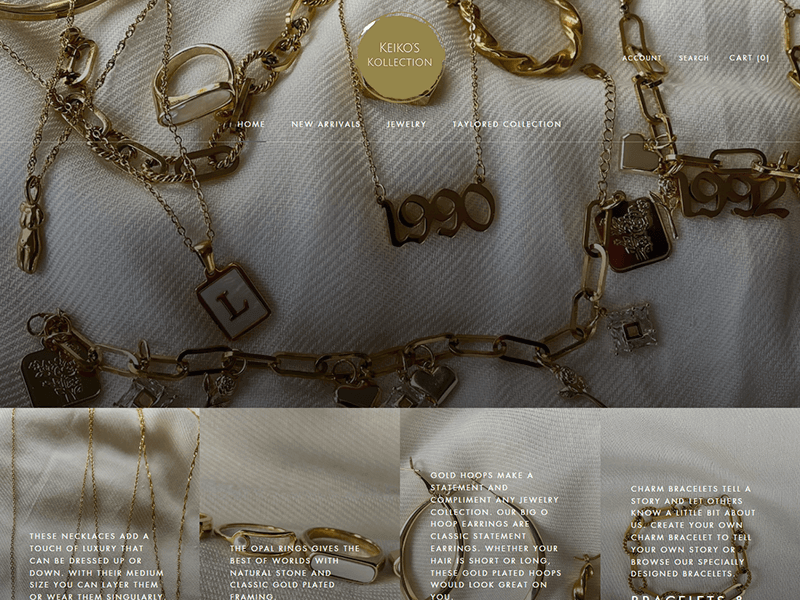 KEIKO'S
KOLLECTION
ACCOUNT
SEARCH
CART (0)
HOME
NEW ARRIVALS
JEWELRY
TAYLORED COLLECTION
1990
1992
L
THESE NECKLACES ADD A
TOUCH OF LUXURY THAT
CAN BE DRESSED UP OR
DOWN. WITH THEIR MEDIUM
SIZE YOU CAN LAYER THEM
OR WEAR THEM SINGULARLY.
THE OPAL RINGS GIVES THE
BEST OF WORLDS WITH
NATURAL STONE AND
CLASSIC GOLD PLATED
FRAMING.
GOLD HOOPS MAKE A
STATEMENT AND
COMPLIMENT ANY JEWELRY
COLLECTION. OUR BIG O
HOOP EARRINGS ARE
CLASSIC STATEMENT
EARRINGS. WHETHER YOUR
HAIR IS SHORT OR LONG,
THESE GOLD PLATED HOOPS
WOULD LOOK GREAT ON
YOU.
CHARM BRACELETS TELL A
STORY AND LET OTHERS
KNOW A LITTLE BIT ABOUT
US. CREATE YOUR OWN
CHARM BRACELET TO TELL
YOUR OWN STORY OR
BROWSE OUR SPECIALLY
DESIGNED BRACELETS.
BRACELETS &